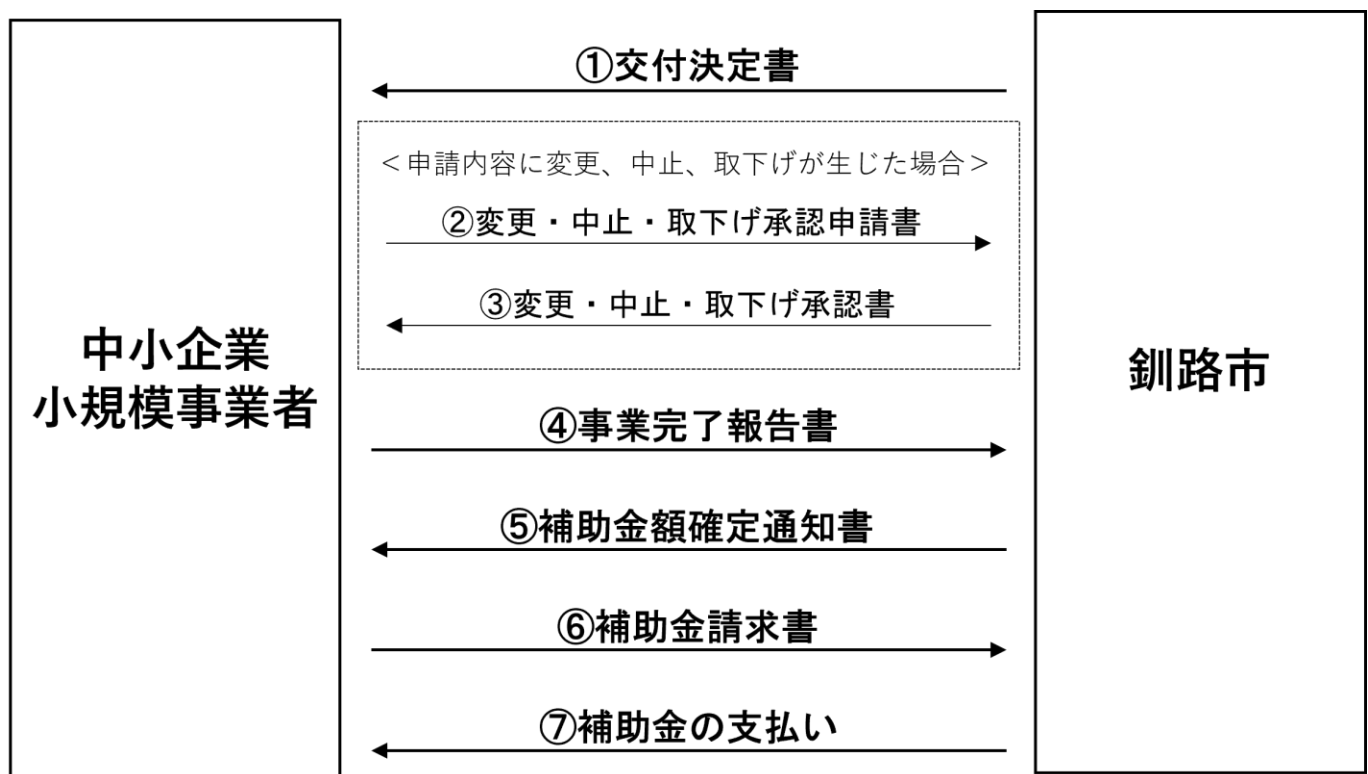 ①交付決定書
＜申請内容に変更、中止、取下げが生じた場合＞
②変更・中止・取下げ承認申請書
③変更・中止・取下げ承認書
中小企業
小規模事業者
釧路市
④事業完了報告書
⑤補助金額確定通知書
⑥補助金請求書
⑦補助金の支払い